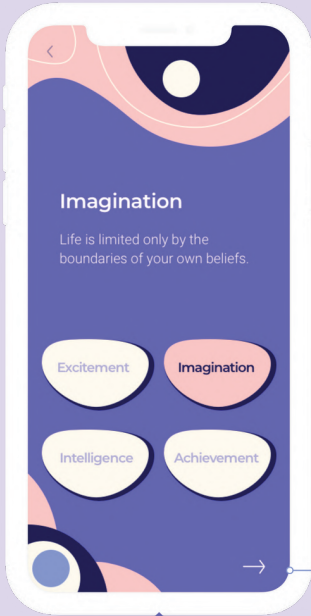 Imagination
Life is limited only by the
boundaries of your own beliefs.
Excitement
Imagination
Intelligence
Achievement